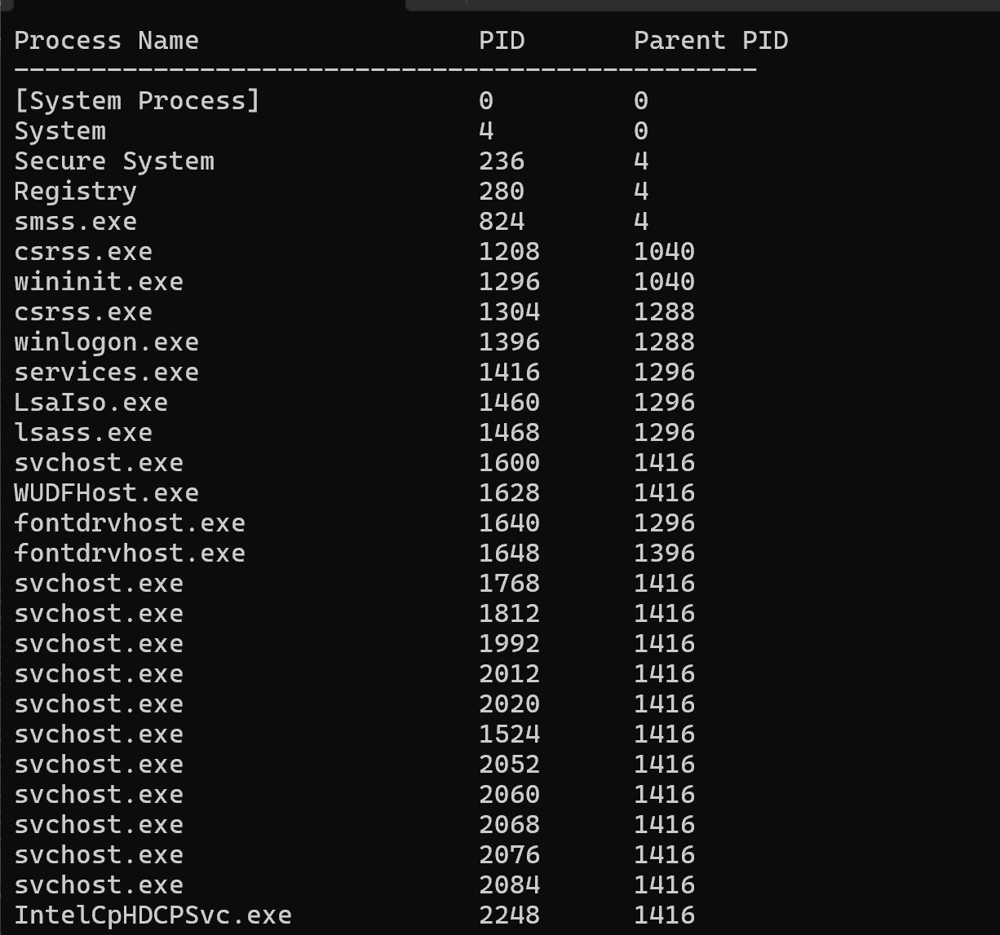 Process Name PID Parent PID
------------------------------------------------
[System Process] 0 0
System 4 0
Secure System 236 4
Registry 280 4
smss.exe 824 4
csrss.exe 1208 1040
wininit.exe 1296 1040
csrss.exe 1304 1288
winlogon.exe 1396 1288
services.exe 1416 1296
LsaIso.exe 1460 1296
lsass.exe 1468 1296
svchost.exe 1600 1416
WUDFHost.exe 1628 1416
fontdrvhost.exe 1640 1296
fontdrvhost.exe 1648 1396
svchost.exe 1768 1416
svchost.exe 1812 1416
svchost.exe 1992 1416
svchost.exe 2012 1416
svchost.exe 2020 1416
svchost.exe 1524 1416
svchost.exe 2052 1416
svchost.exe 2060 1416
svchost.exe 2068 1416
svchost.exe 2076 1416
svchost.exe 2084 1416
IntelCpHDCPSvc.exe 2248 1416